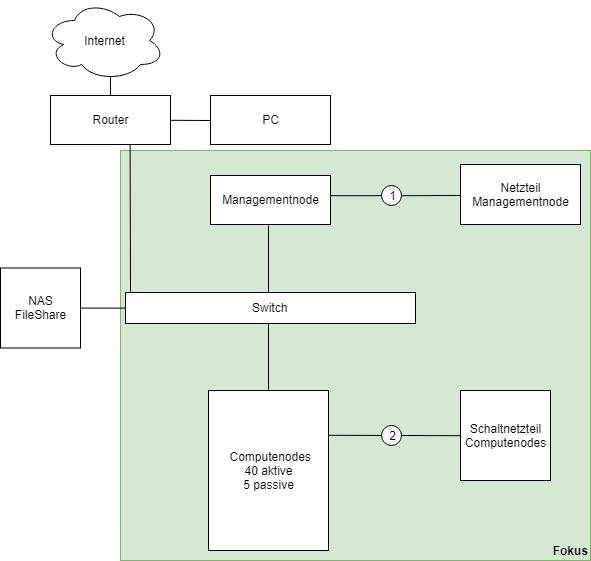 Internet
Router
PC
Managementnode
1
Netzteil
Managementnode
NAS
FileShare
Switch
Computenodes
40 aktive
5 passive
2
Schaltnetzteil
Computenodes
Fokus